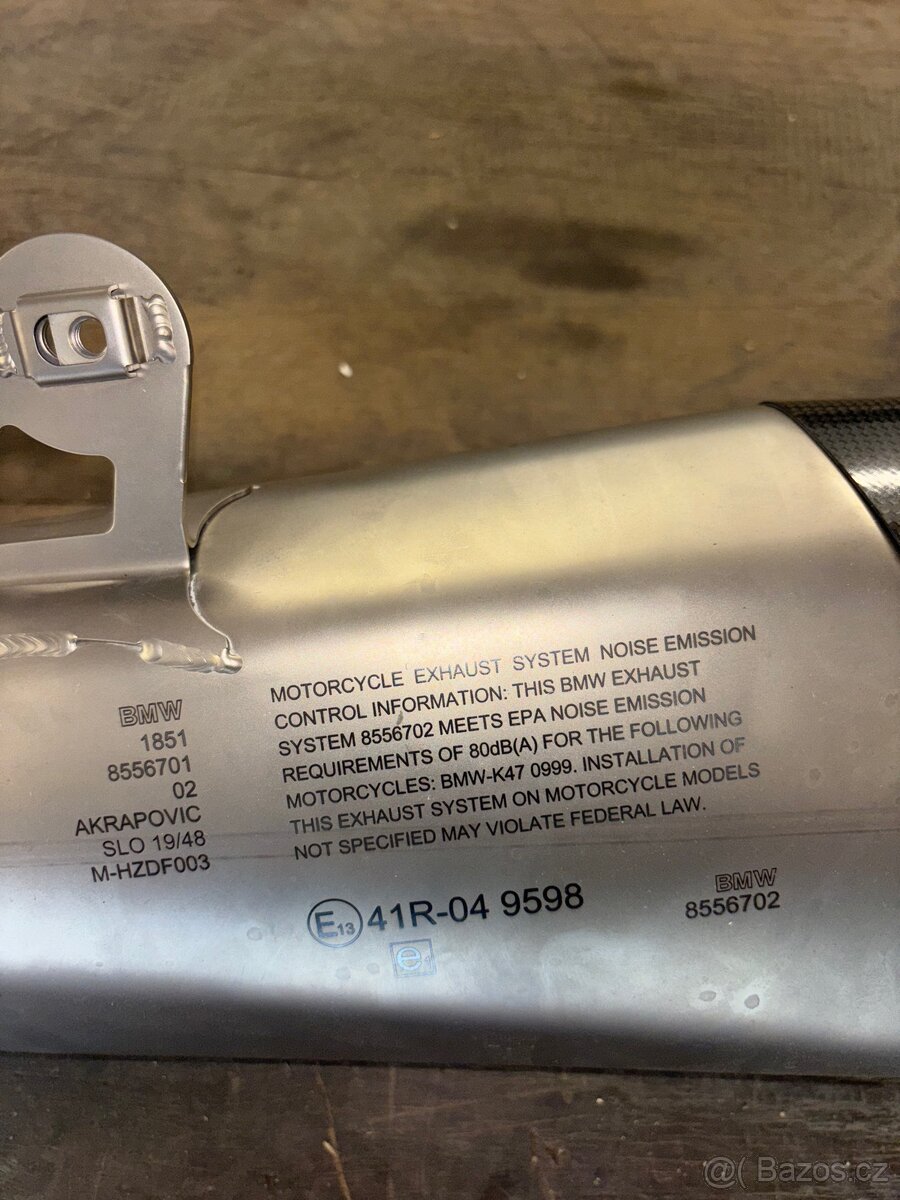 BMW
1851
8556701
02
AKRAPOVIC
SLO 19/48
M-HZDF003
MOTORCYCLE EXHAUST SYSTEM NOISE EMISSION
CONTROL INFORMATION: THIS BMW EXHAUST
SYSTEM 8556702 MEETS EPA NOISE EMISSION
REQUIREMENTS OF 80dB(A) FOR THE FOLLOWING
MOTORCYCLES: BMW-K47 0999. INSTALLATION OF
THIS EXHAUST SYSTEM ON MOTORCYCLE MODELS
NOT SPECIFIED MAY VIOLATE FEDERAL LAW.
E13 41R-04 9598
e
BMW
8556702
@( Bazos.cz